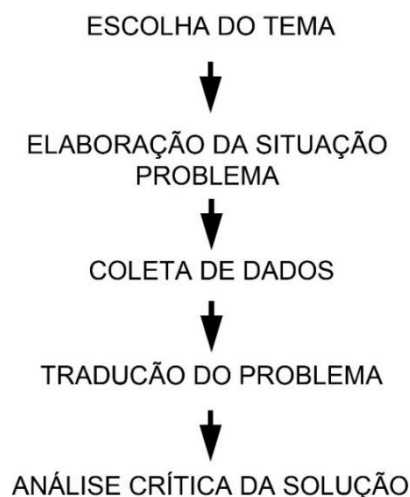 ESCOLHA DO TEMA
ELABORAÇÃO DA SITUAÇÃO
PROBLEMA
COLETA DE DADOS
TRADUCÃO DO PROBLEMA
ANÁLISE CRÍTICA DA SOLUÇÃO